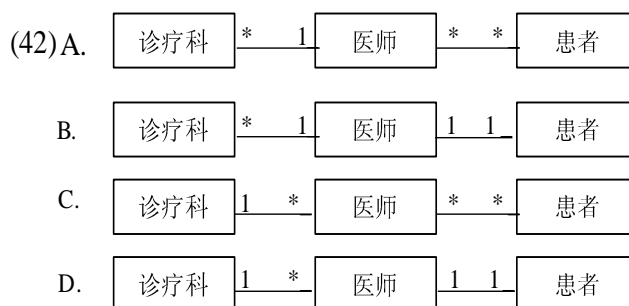 (42)A. 诊疗科 * 1 医师 * * 患者
B. 诊疗科 * 1 医师 1 1 患者
C. 诊疗科 1 * 医师 * * 患者
D. 诊疗科 1 * 医师 1 1 患者